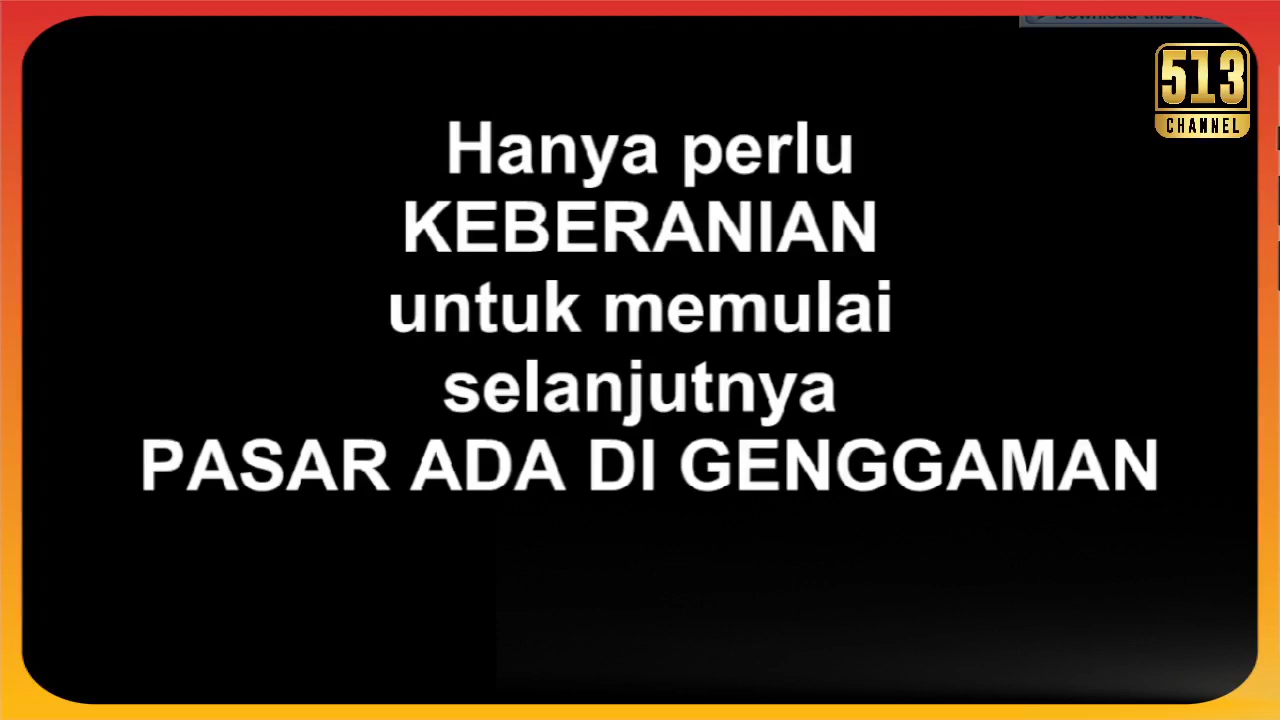 513
CHANNEL
Hanya perlu
KEBERANIAN
untuk memulai
selanjutnya
PASAR ADA DI GENGGAMAN